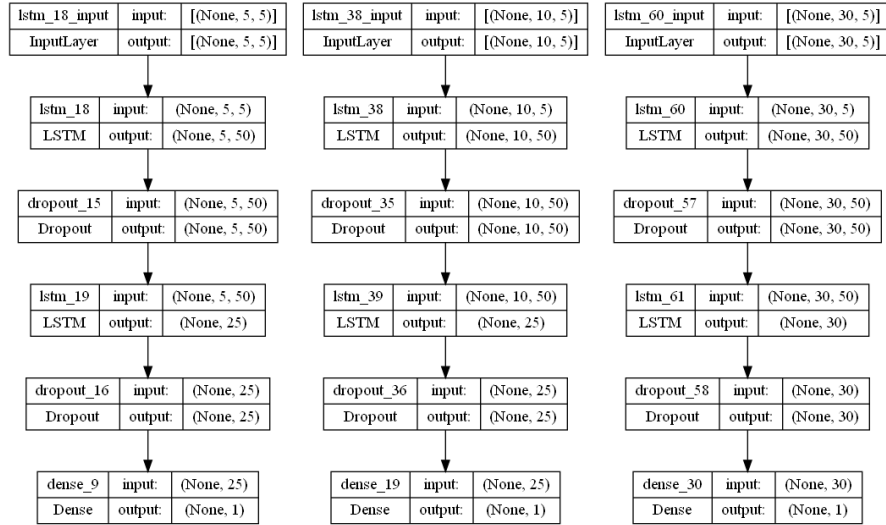 lstm_18_input input: [(None, 5, 5)]
InputLayer output: [(None, 5, 5)]
lstm_18 input: (None, 5, 5)
LSTM output: (None, 5, 50)
dropout_15 input: (None, 5, 50)
Dropout output: (None, 5, 50)
lstm_19 input: (None, 5, 50)
LSTM output: (None, 25)
dropout_16 input: (None, 25)
Dropout output: (None, 25)
dense_9 input: (None, 25)
Dense output: (None, 1)
lstm_38_input input: [(None, 10, 5)]
InputLayer output: [(None, 10, 5)]
lstm_38 input: (None, 10, 5)
LSTM output: (None, 10, 50)
dropout_35 input: (None, 10, 50)
Dropout output: (None, 10, 50)
lstm_39 input: (None, 10, 50)
LSTM output: (None, 25)
dropout_36 input: (None, 25)
Dropout output: (None, 25)
dense_19 input: (None, 25)
Dense output: (None, 1)
lstm_60_input input: [(None, 30, 5)]
InputLayer output: [(None, 30, 5)]
lstm_60 input: (None, 30, 5)
LSTM output: (None, 30, 50)
dropout_57 input: (None, 30, 50)
Dropout output: (None, 30, 50)
lstm_61 input: (None, 30, 50)
LSTM output: (None, 30)
dropout_58 input: (None, 30)
Dropout output: (None, 30)
dense_30 input: (None, 30)
Dense output: (None, 1)